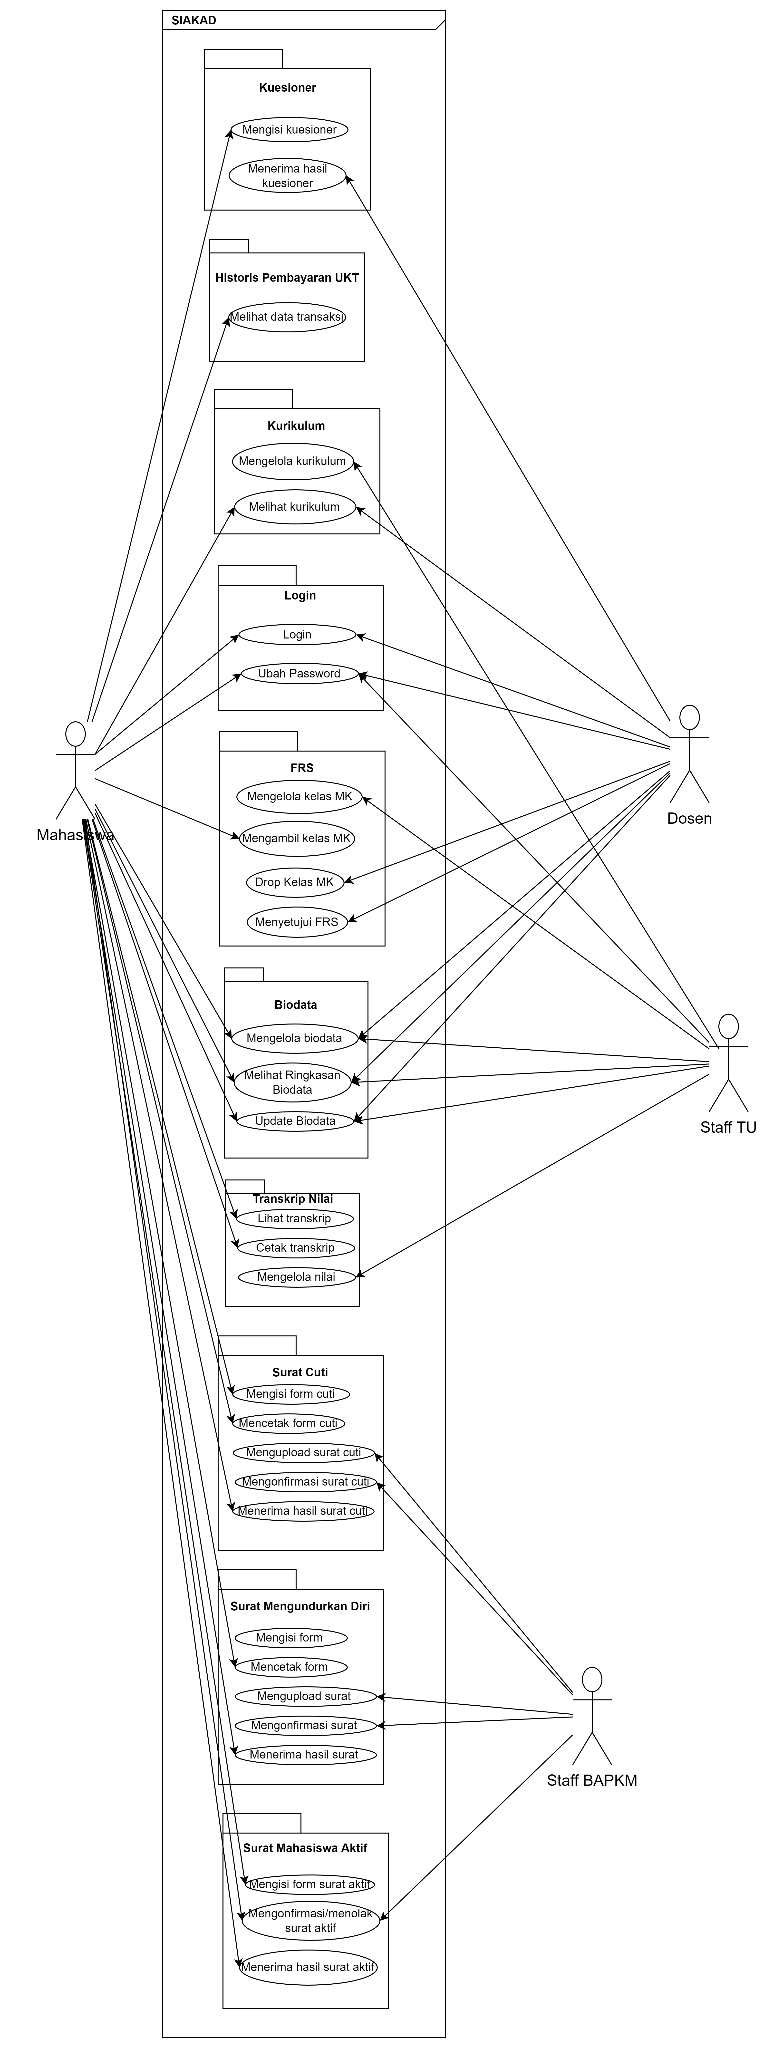 SIAKAD
Kuesioner
Mengisi kuesioner
Menerima hasil
kuesioner
Historis Pembayaran UKT
Melihat data transaksi
Kurikulum
Mengelola kurikulum
Melihat kurikulum
Login
Login
Ubah Password
Mahasiswa
Dosen
FRS
Mengelola kelas MK
Mengambil kelas MK
Drop Kelas MK
Menyetujui FRS
Biodata
Mengelola biodata
Melihat Ringkasan
Biodata
Update Biodata
Staff TU
Transkrip Nilai
Lihat transkrip
Cetak transkrip
Mengelola nilai
Surat Cuti
Mengisi form cuti
Mencetak form cuti
Mengupload surat cuti
Mengonfirmasi surat cuti
Menerima hasil surat cuti
Surat Mengundurkan Diri
Mengisi form
Mencetak form
Mengupload surat
Mengonfirmasi surat
Menerima hasil surat
Staff BAPKM
Surat Mahasiswa Aktif
Mengisi form surat aktif
Mengonfirmasi/menolak
surat aktif
Menerima hasil surat aktif